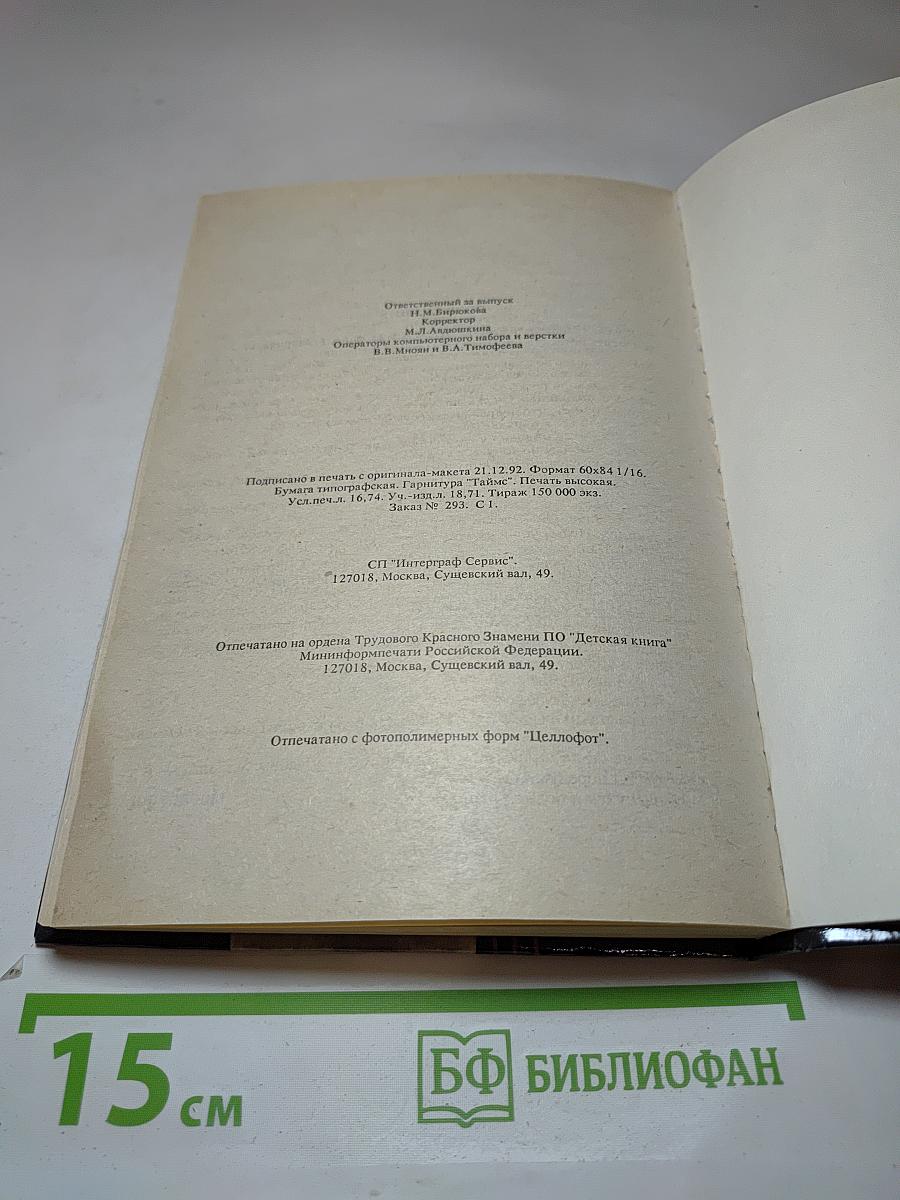 Ответственный за выпуск
Н.М.Бирюкова
Корректор
М.Л.Авдюшкина
Операторы компьютерного набора и верстки
В.В.Мноян и В.А.Тимофеева
Подписано в печать с оригинала-макета 21.12.92. Формат 60x84 1/16.
Бумага типографская. Гарнитура "Таймс". Печать высокая.
Усл.печ.л. 16,74. Уч.-изд.л. 18,71. Тираж 150 000 экз.
Заказ № 293. С 1.
СП "Интерграф Сервис".
127018, Москва, Сущевский вал, 49.
Отпечатано на ордена Трудового Красного Знамени ПО "Детская книга"
Мининформпечати Российской Федерации.
127018, Москва, Сущевский вал, 49.
Отпечатано с фотополимерных форм "Целлофот".
15 см
БФ БИБЛИОФАН